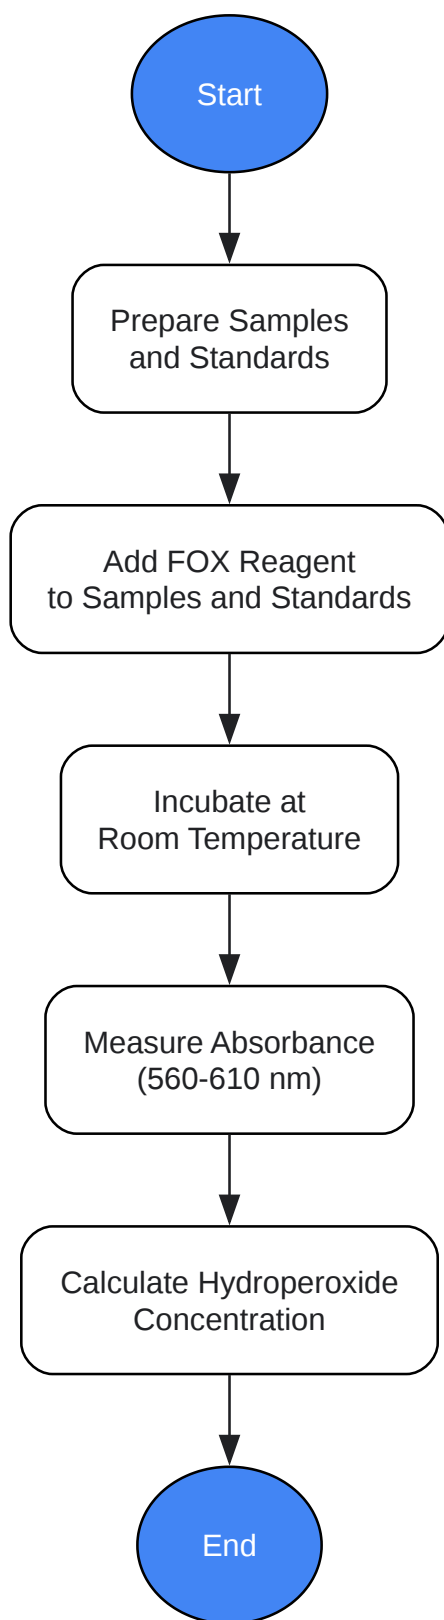 Start
Prepare Samples
and Standards
Add FOX Reagent
to Samples and Standards
Incubate at
Room Temperature
Measure Absorbance
(560-610 nm)
Calculate Hydroperoxide
Concentration
End